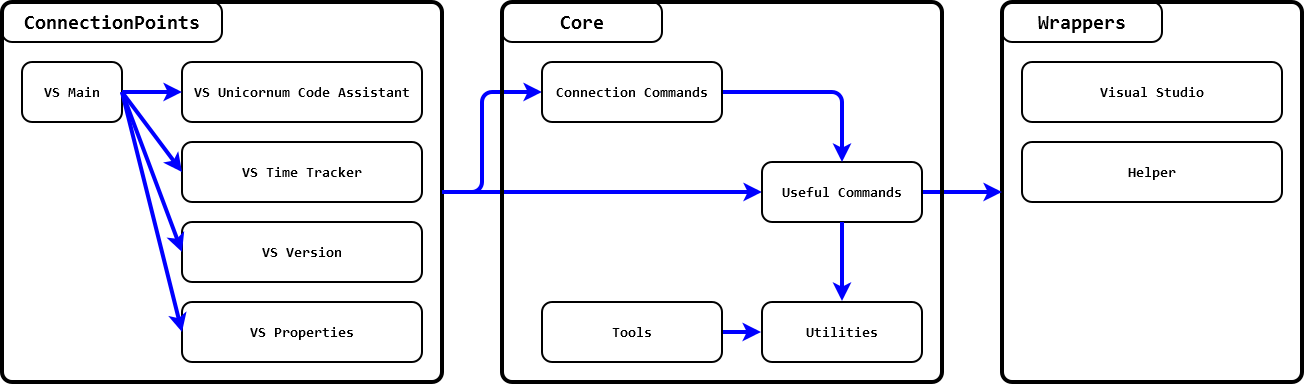 ConnectionPoints
VS Main
VS Unicornum Code Assistant
VS Time Tracker
VS Version
VS Properties
Core
Connection Commands
Useful Commands
Tools
Utilities
Wrappers
Visual Studio
Helper